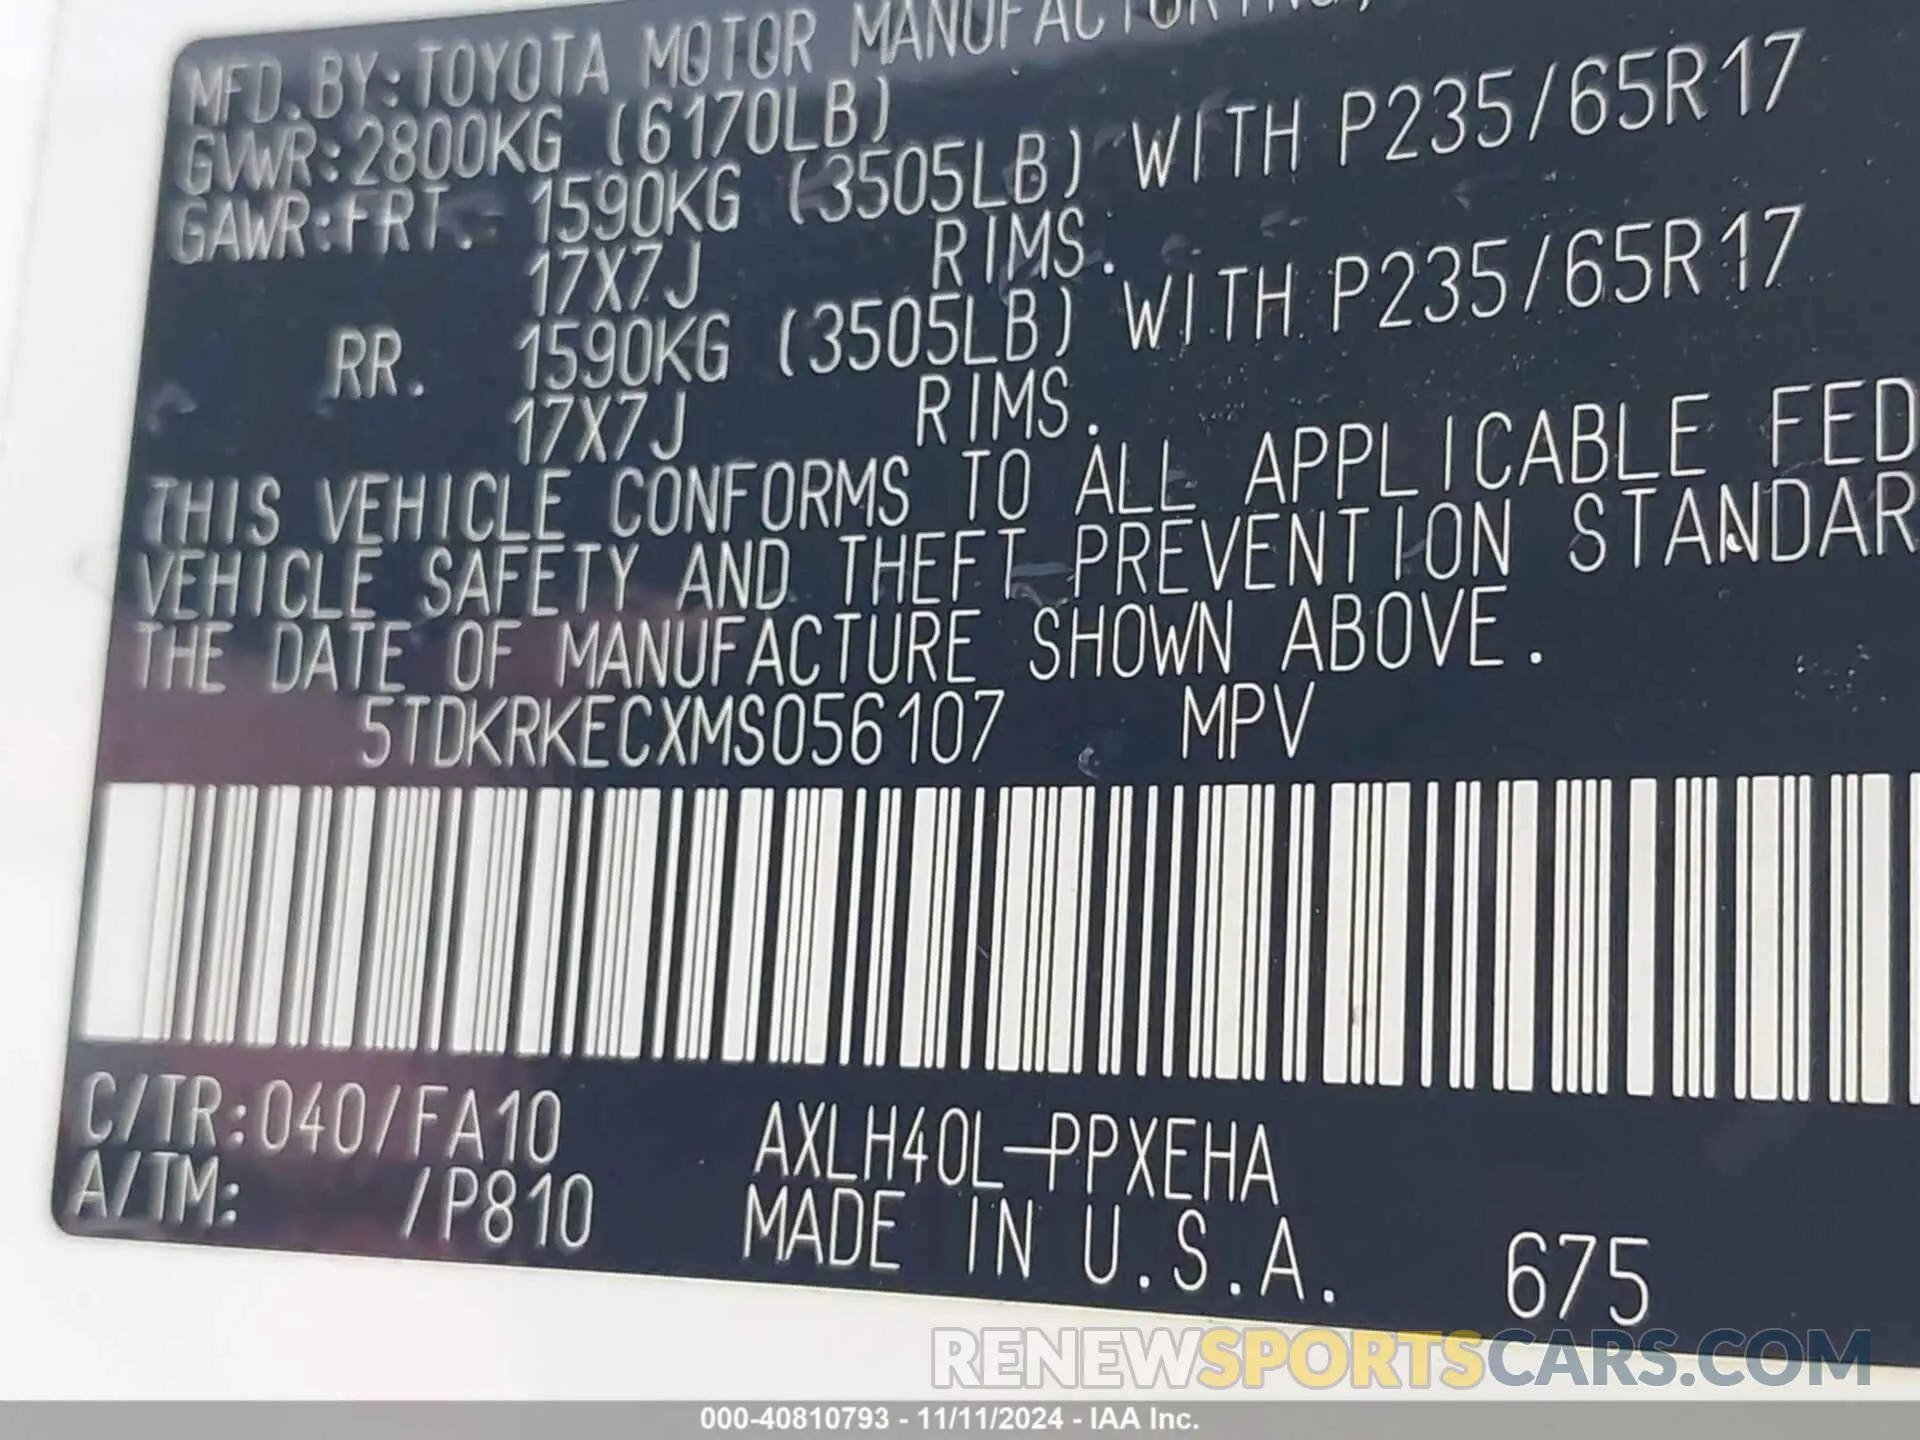 MFD. BY: TOYOTA MOTOR MANUFACTURING,
GVWR: 2800KG (6170LB)
GAWR: FRT. 1590KG (3505LB) WITH P235/65R17
17X7J RIMS.
RR. 1590KG (3505LB) WITH P235/65R17
17X7J RIMS.
THIS VEHICLE CONFORMS TO ALL APPLICABLE FED
VEHICLE SAFETY AND THEFT PREVENTION STANDAR
THE DATE OF MANUFACTURE SHOWN ABOVE.
5TDKRKECXMS056107 MPV
C/TR: 040/FA10 AXLH40L-PPXEHA
A/TM: /P810 MADE IN U.S.A. 675
RENEWSPORTSCARS.COM
000-40810793 - 11/11/2024 - IAA Inc.